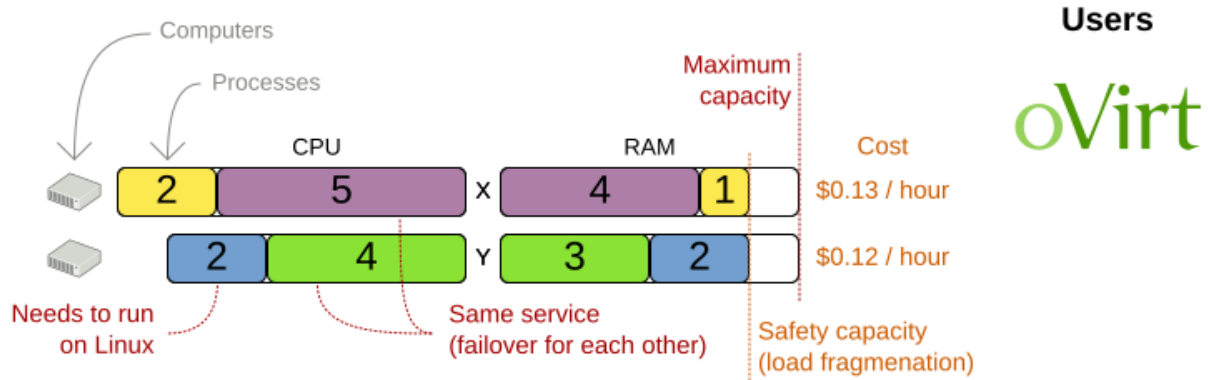 Users
Computers
Processes
Maximum
capacity
oVirt
CPU
RAM
Cost
2 5 X 4 1 $0.13 / hour
2 4 Y 3 2 $0.12 / hour
Needs to run
on Linux
Same service
(failover for each other)
Safety capacity
(load fragmenation)